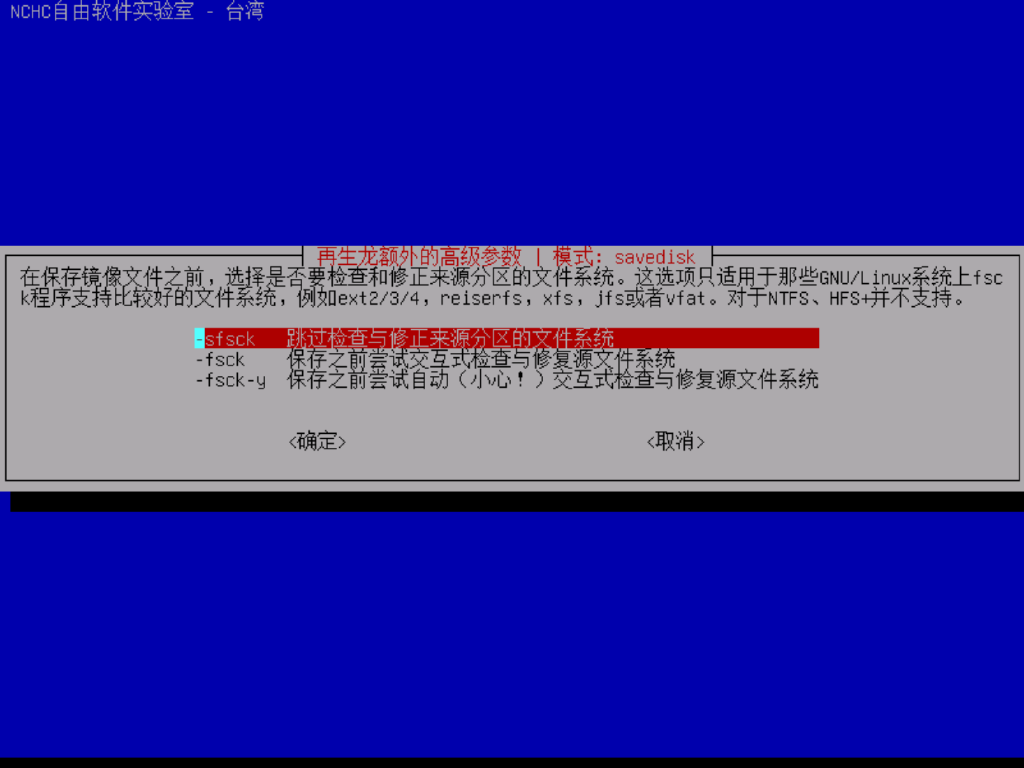 NCHC自由软件实验室 - 台湾
再生龙额外的高级参数 | 模式: savedisk
在保存镜像文件之前，选择是否要检查和修正来源分区的文件系统。这选项只适用于那些GNU/Linux系统上fsc
k程序支持比较好的文件系统，例如ext2/3/4，reiserfs，xfs，jfs或者vfat。对于NTFS、HFS+并不支持。
-sfsck 跳过检查与修正来源分区的文件系统
-fsck 保存之前尝试交互式检查与修复源文件系统
-fsck-y 保存之前尝试自动（小心！）交互式检查与修复源文件系统
<确定> <取消>